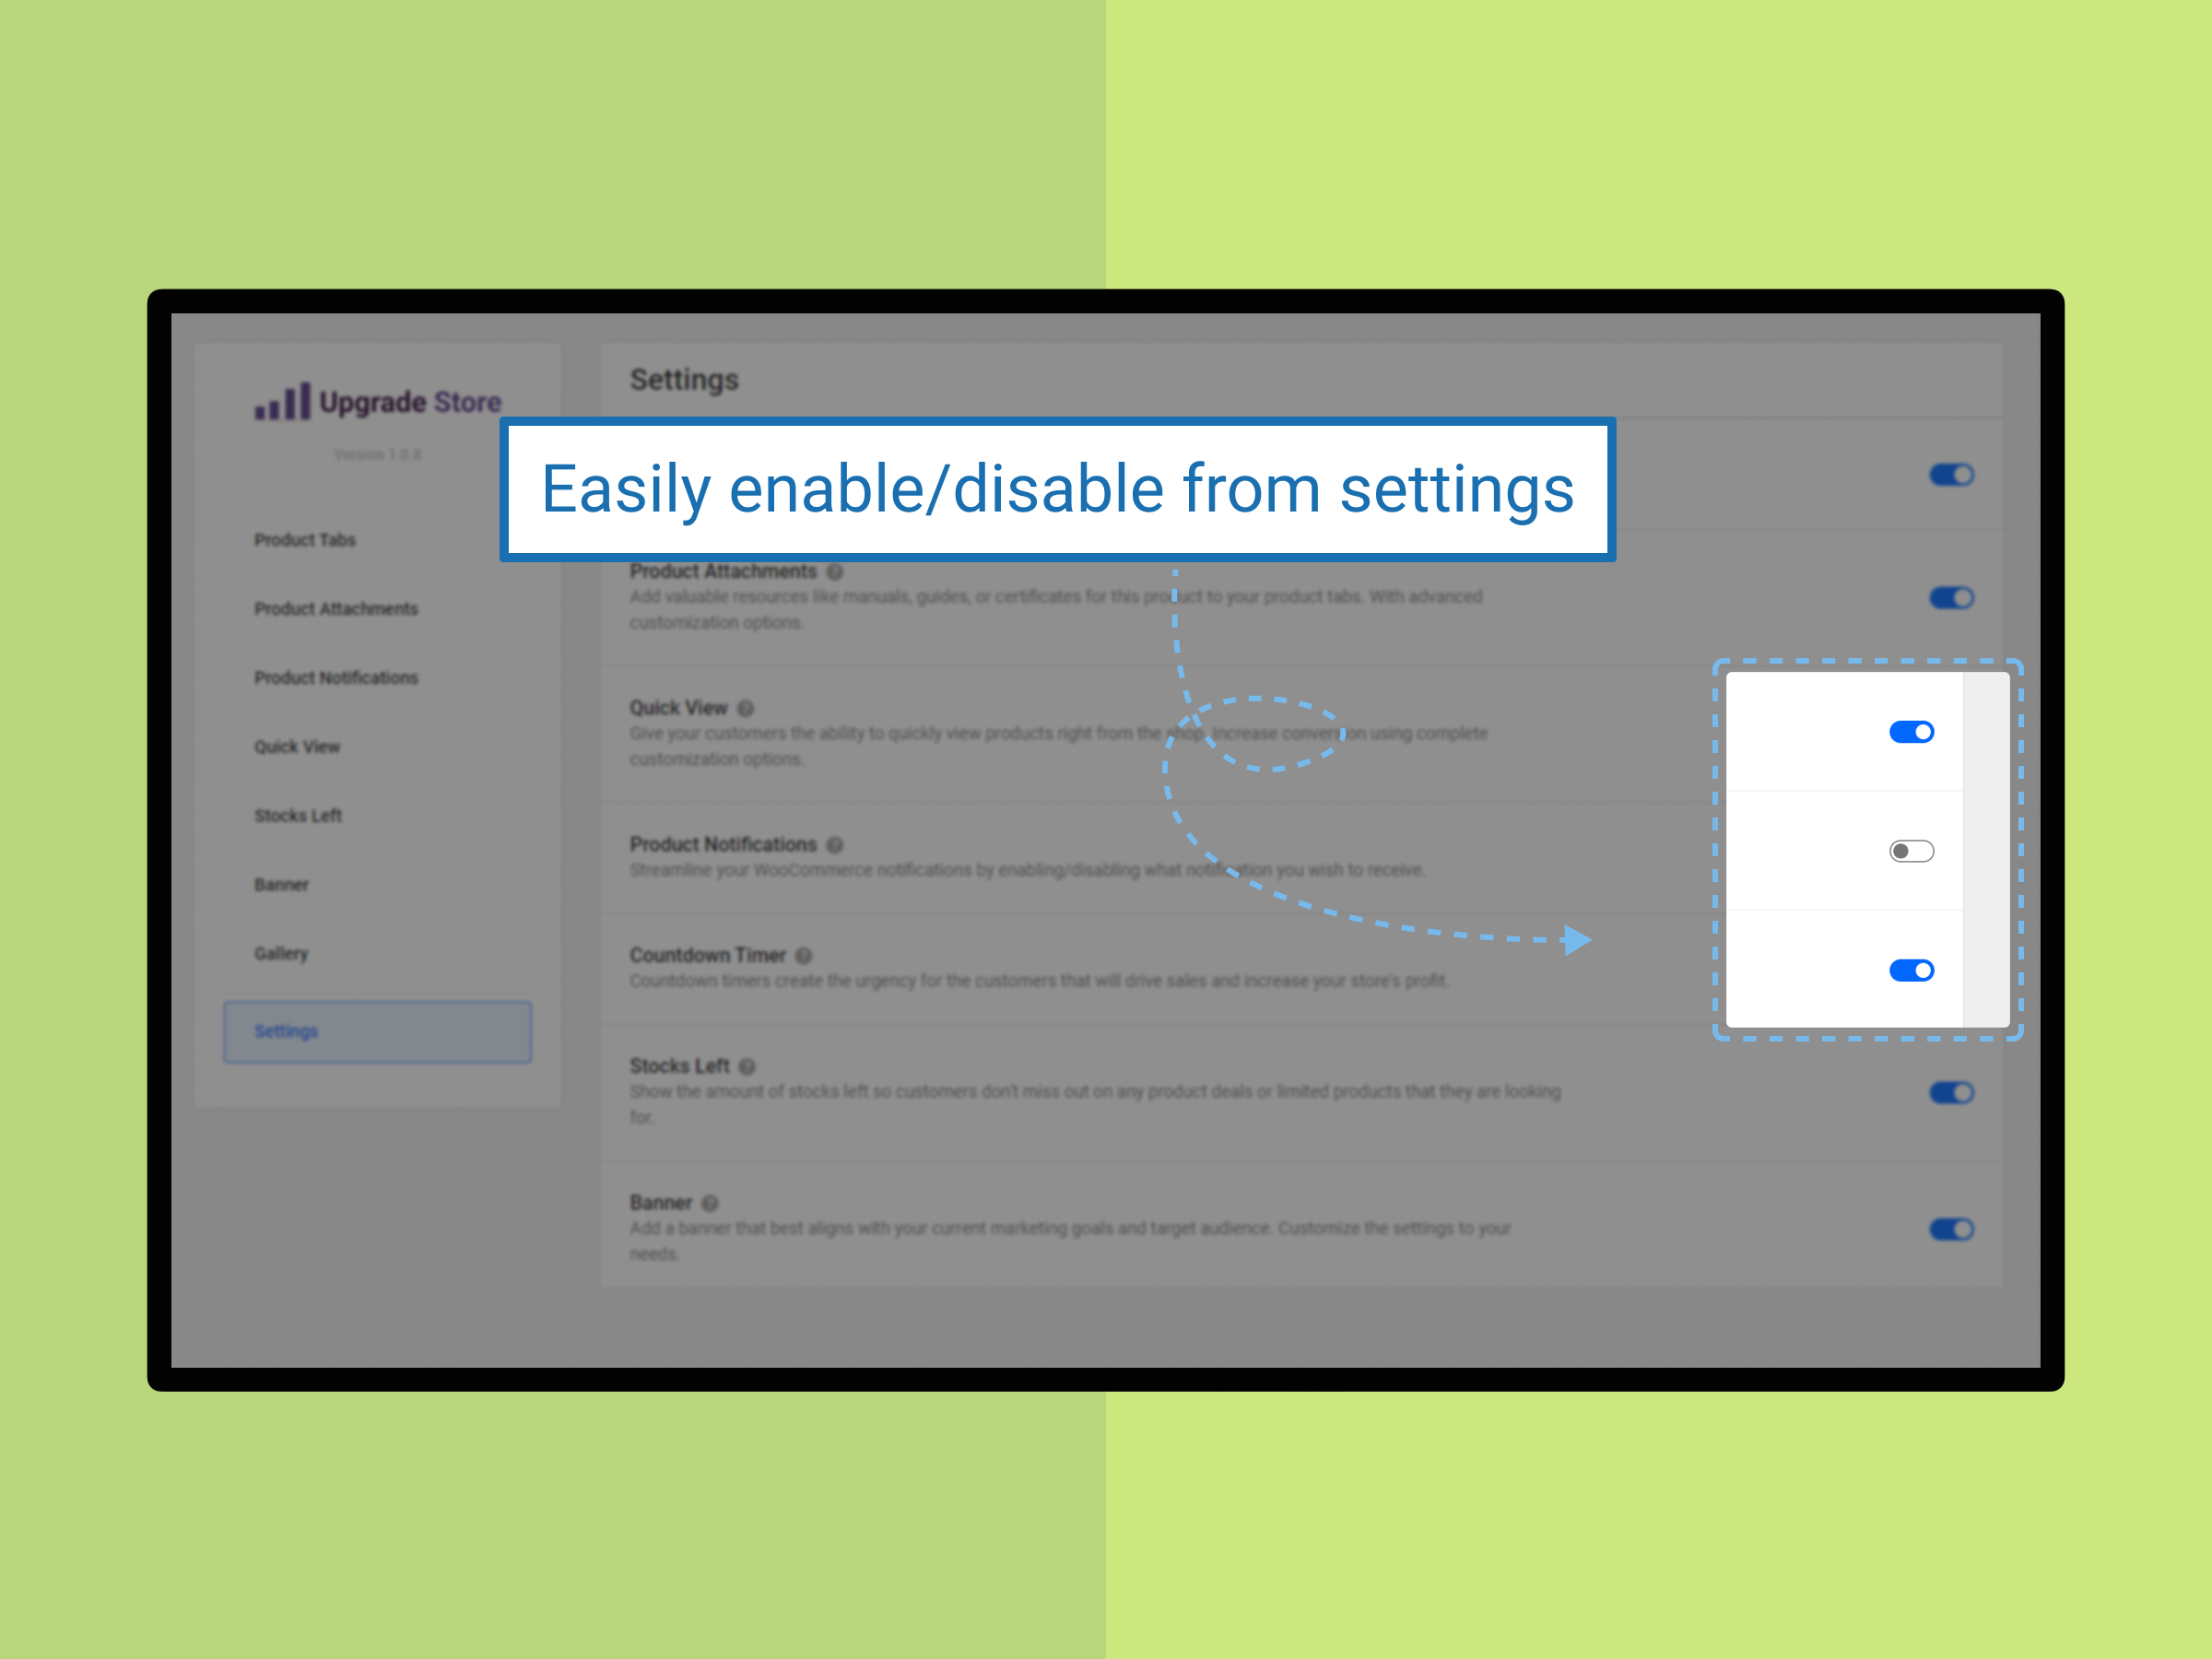 Upgrade Store
Version 1.0.8
Product Tabs
Product Attachments
Product Notifications
Quick View
Stocks Left
Banner
Gallery
Settings
Settings
Easily enable/disable from settings
Product Attachments ?
Add valuable resources like manuals, guides, or certificates for this product to your product tabs. With advanced
customization options.
Quick View ?
Give your customers the ability to quickly view products right from the shop. Increase conversion using complete
customization options.
Product Notifications ?
Streamline your WooCommerce notifications by enabling/disabling what notification you wish to receive.
Countdown Timer ?
Countdown timers create the urgency for the customers that will drive sales and increase your store's profit.
Stocks Left ?
Show the amount of stocks left so customers don't miss out on any product deals or limited products that they are looking
for.
Banner ?
Add a banner that best aligns with your current marketing goals and target audience. Customize the settings to your
needs.